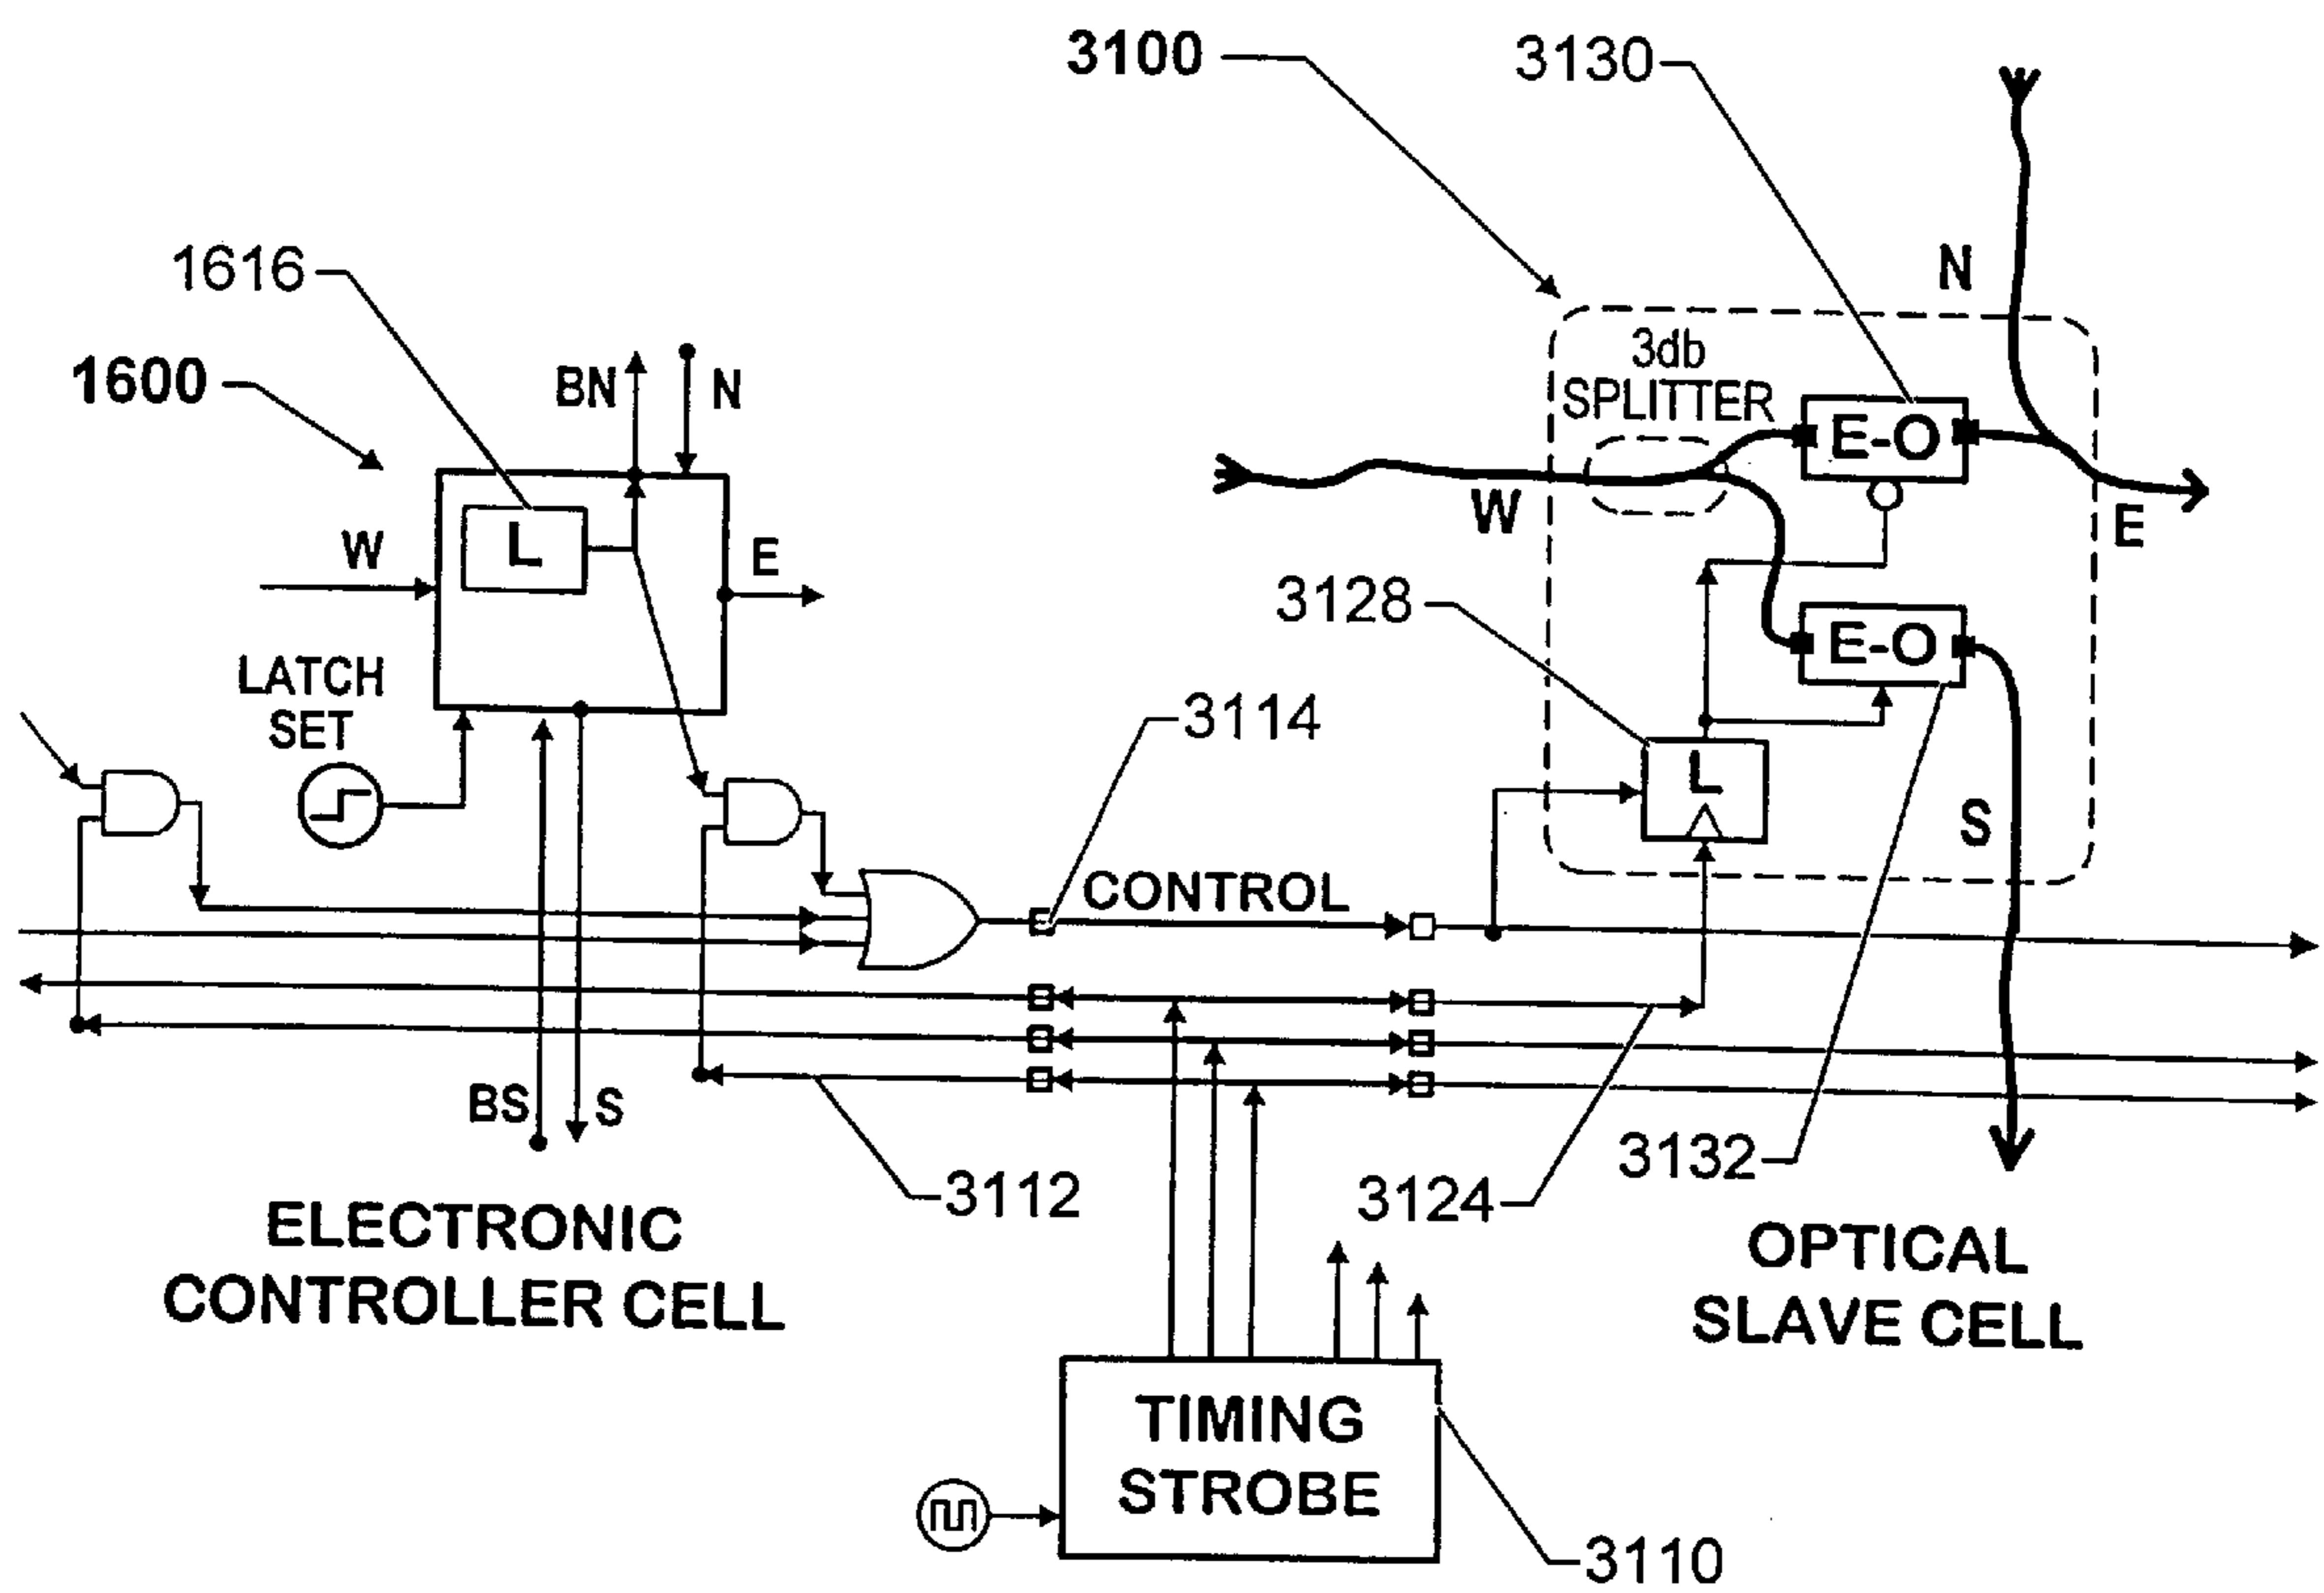 3100
3130
N
1616
3db
SPLITTER
1600
BN
N
E-O
W
E
L
W
E
3128
E-O
LATCH
SET
3114
L
S
CONTROL
BS
S
3112
3124
3132
ELECTRONIC
CONTROLLER CELL
OPTICAL
SLAVE CELL
TIMING
STROBE
3110